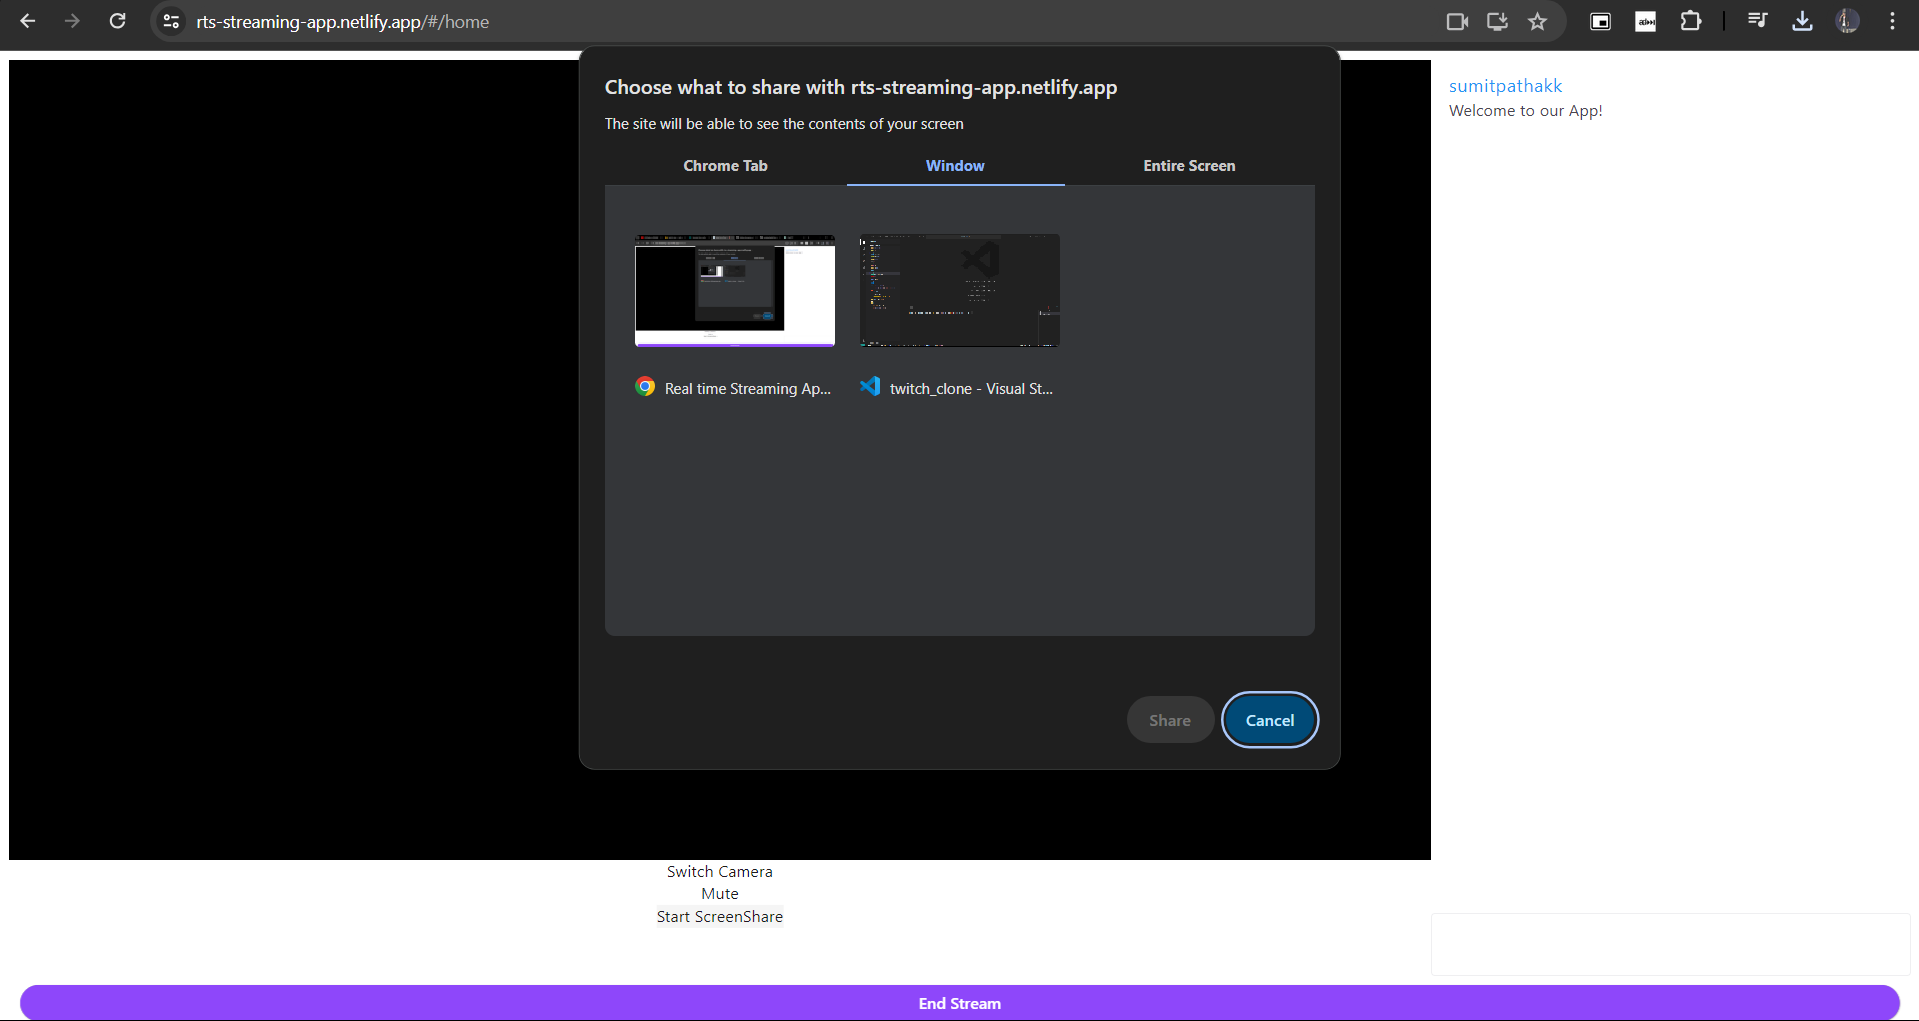 rts-streaming-app.netlify.app/#/home
Choose what to share with rts-streaming-app.netlify.app
The site will be able to see the contents of your screen
Chrome Tab
Window
Entire Screen
Real time Streaming Ap...
twitch_clone - Visual St...
Share
Cancel
sumitpathakk
Welcome to our App!
Switch Camera
Mute
Start ScreenShare
End Stream